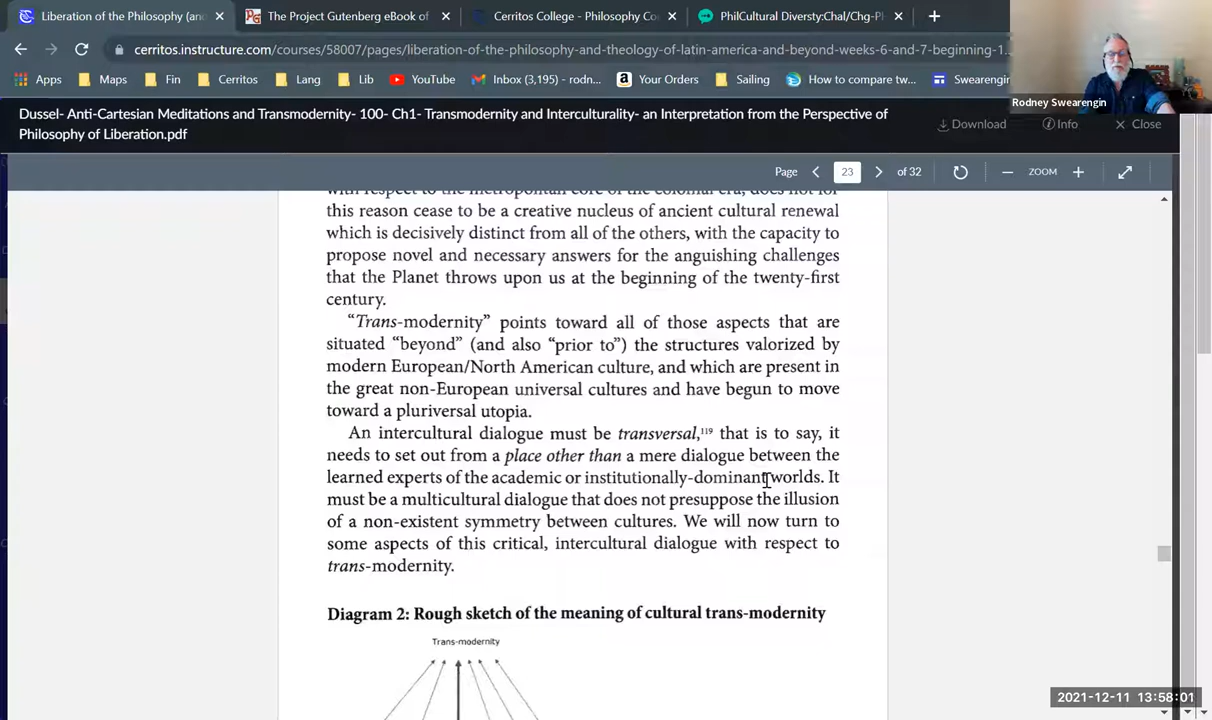 Liberation of the Philosophy (and
The Project Gutenberg eBook of
Cerritos College - Philosophy Co
PhilCultural Diversty:Chal/Chg-P
cerritos.instructure.com/courses/58007/pages/liberation-of-the-philosophy-and-theology-of-latin-america-and-beyond-weeks-6-and-7-beginning-1...
Apps
Maps
Fin
Cerritos
Lang
Lib
YouTube
Inbox (3,195) - rodn...
Your Orders
Sailing
How to compare tw...
Swearengin
Rodney Swearengin
Dussel- Anti-Cartesian Meditations and Transmodernity- 100- Ch1- Transmodernity and Interculturality- an Interpretation from the Perspective of
Philosophy of Liberation.pdf
Download
Info
Close
Page
23
of 32
ZOOM
with respect to the metropolitan core of the colonial era, does not for
this reason cease to be a creative nucleus of ancient cultural renewal
which is decisively distinct from all of the others, with the capacity to
propose novel and necessary answers for the anguishing challenges
that the Planet throws upon us at the beginning of the twenty-first
century.
“Trans-modernity” points toward all of those aspects that are
situated “beyond” (and also “prior to”) the structures valorized by
modern European/North American culture, and which are present in
the great non-European universal cultures and have begun to move
toward a pluriversal utopia.
An intercultural dialogue must be transversal,119 that is to say, it
needs to set out from a place other than a mere dialogue between the
learned experts of the academic or institutionally-dominant worlds. It
must be a multicultural dialogue that does not presuppose the illusion
of a non-existent symmetry between cultures. We will now turn to
some aspects of this critical, intercultural dialogue with respect to
trans-modernity.
Diagram 2: Rough sketch of the meaning of cultural trans-modernity
Trans-modernity
2021-12-11 13:58:01